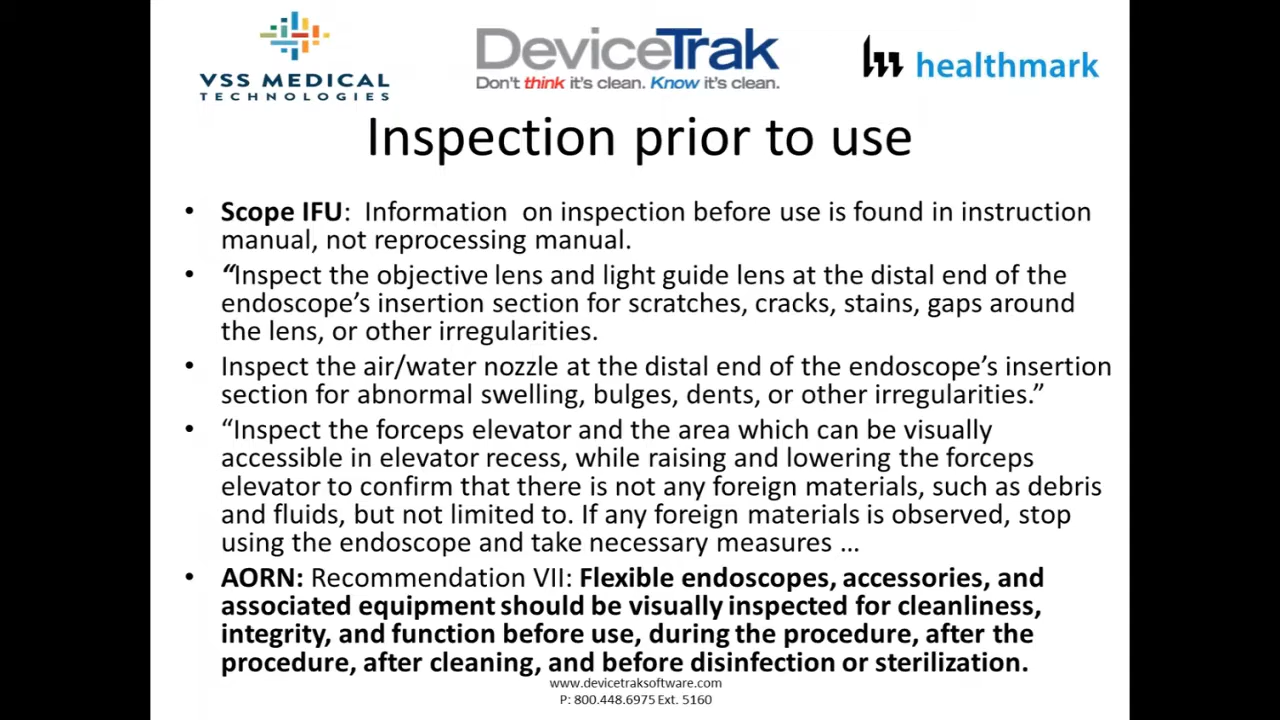 VSS MEDICAL
TECHNOLOGIES
DeviceTrak
Don't think it's clean. Know it's clean.
healthmark
Inspection prior to use
• Scope IFU:  Information  on inspection before use is found in instruction
manual, not reprocessing manual.
• “Inspect the objective lens and light guide lens at the distal end of the
endoscope’s insertion section for scratches, cracks, stains, gaps around
the lens, or other irregularities.
• Inspect the air/water nozzle at the distal end of the endoscope’s insertion
section for abnormal swelling, bulges, dents, or other irregularities.”
• “Inspect the forceps elevator and the area which can be visually
accessible in elevator recess, while raising and lowering the forceps
elevator to confirm that there is not any foreign materials, such as debris
and fluids, but not limited to. If any foreign materials is observed, stop
using the endoscope and take necessary measures …
• AORN: Recommendation VII: Flexible endoscopes, accessories, and
associated equipment should be visually inspected for cleanliness,
integrity, and function before use, during the procedure, after the
procedure, after cleaning, and before disinfection or sterilization.
www.devicetraksoftware.com
P: 800.448.6975 Ext. 5160